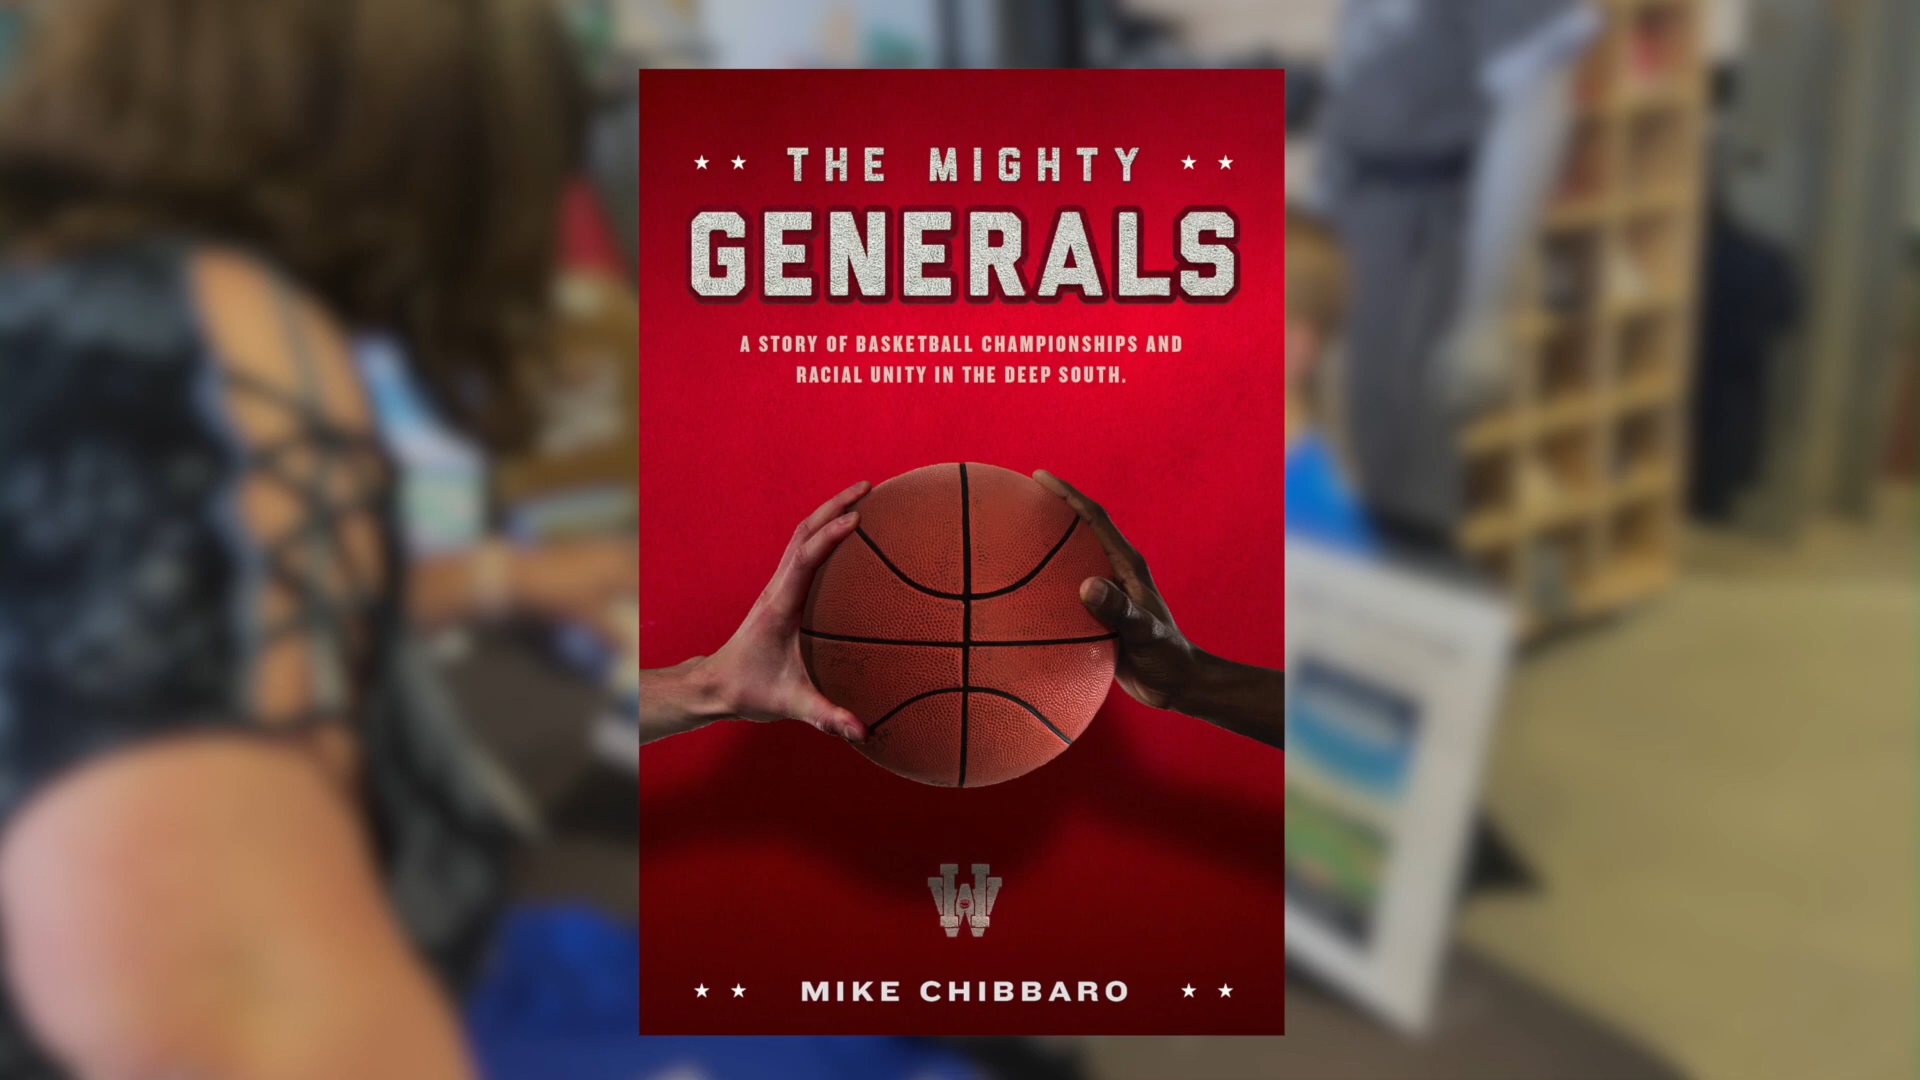 THE MIGHTY
GENERALS
A STORY OF BASKETBALL CHAMPIONSHIPS AND
RACIAL UNITY IN THE DEEP SOUTH.
MIKE CHIBBARO